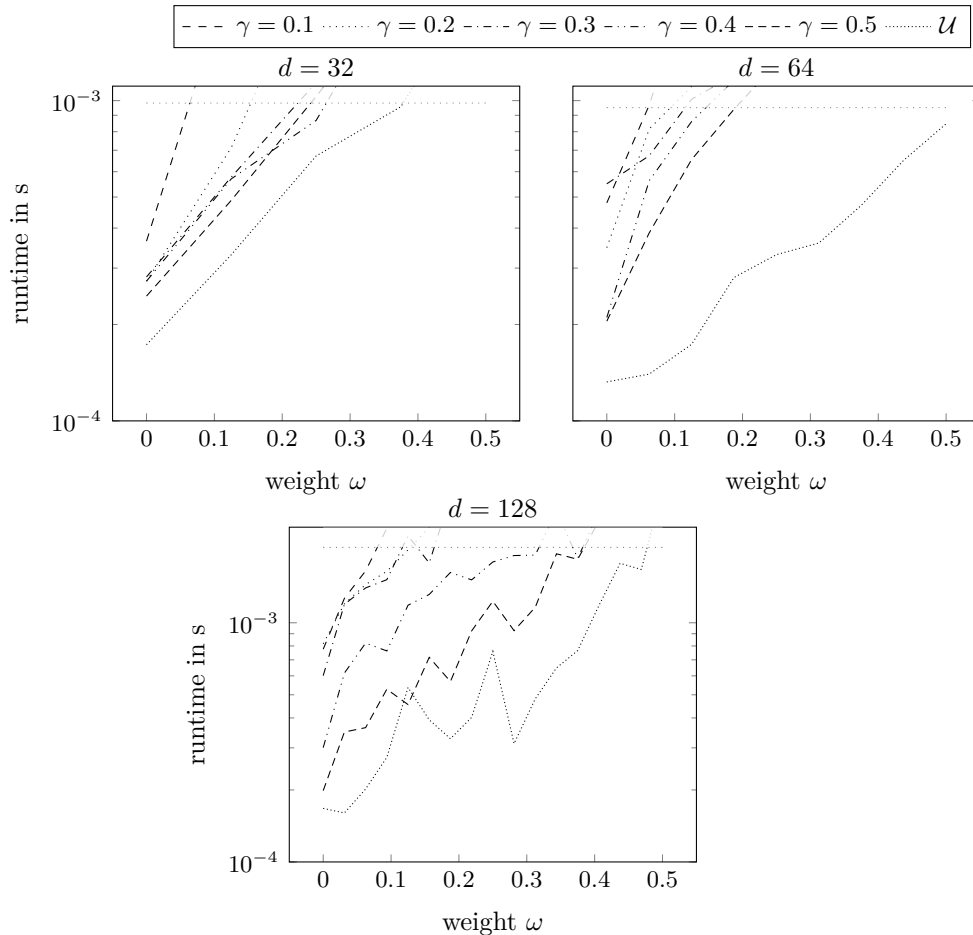 γ = 0.1 γ = 0.2 γ = 0.3 γ = 0.4 γ = 0.5 𝒰
d = 32
d = 64
10⁻³
10⁻⁴
runtime in s
0 0.1 0.2 0.3 0.4 0.5
0 0.1 0.2 0.3 0.4 0.5
weight ω
weight ω
d = 128
10⁻³
10⁻⁴
runtime in s
0 0.1 0.2 0.3 0.4 0.5
weight ω